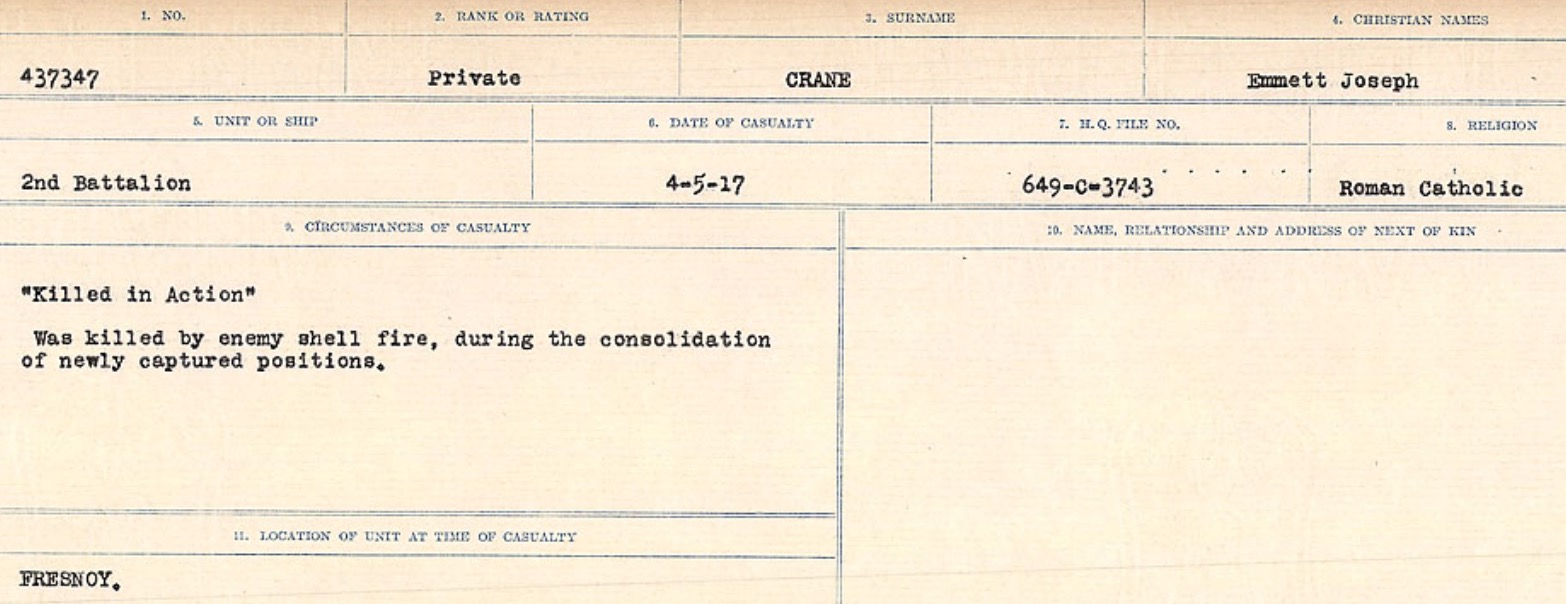 1. NO.
2. RANK OR RATING
3. SURNAME
4. CHRISTIAN NAMES
437347
Private
CRANE
Emmett Joseph
5. UNIT OR SHIP
6. DATE OF CASUALTY
7. H.Q. FILE NO.
8. RELIGION
2nd Battalion
4-5-17
649-C-3743
Roman Catholic
9. CIRCUMSTANCES OF CASUALTY
10. NAME, RELATIONSHIP AND ADDRESS OF NEXT OF KIN
"Killed in Action"
Was killed by enemy shell fire, during the consolidation
of newly captured positions.
11. LOCATION OF UNIT AT TIME OF CASUALTY
FRESNOY.